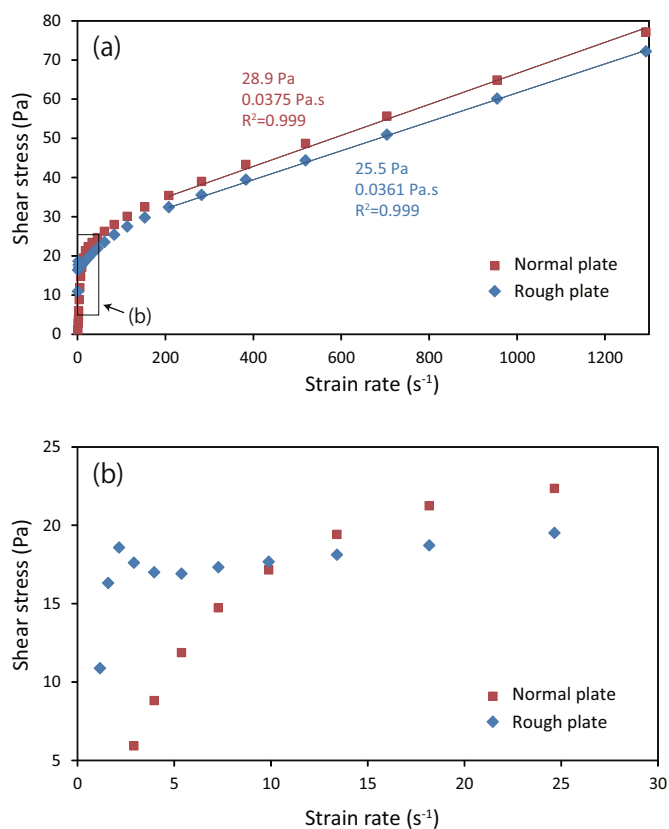 (a)
Shear stress (Pa)
80
70
60
50
40
30
20
10
0
28.9 Pa
0.0375 Pa.s
R²=0.999
25.5 Pa
0.0361 Pa.s
R²=0.999
Normal plate
Rough plate
(b)
0 200 400 600 800 1000 1200
Strain rate (s⁻¹)
(b)
Shear stress (Pa)
25
20
15
10
5
Normal plate
Rough plate
0 5 10 15 20 25 30
Strain rate (s⁻¹)